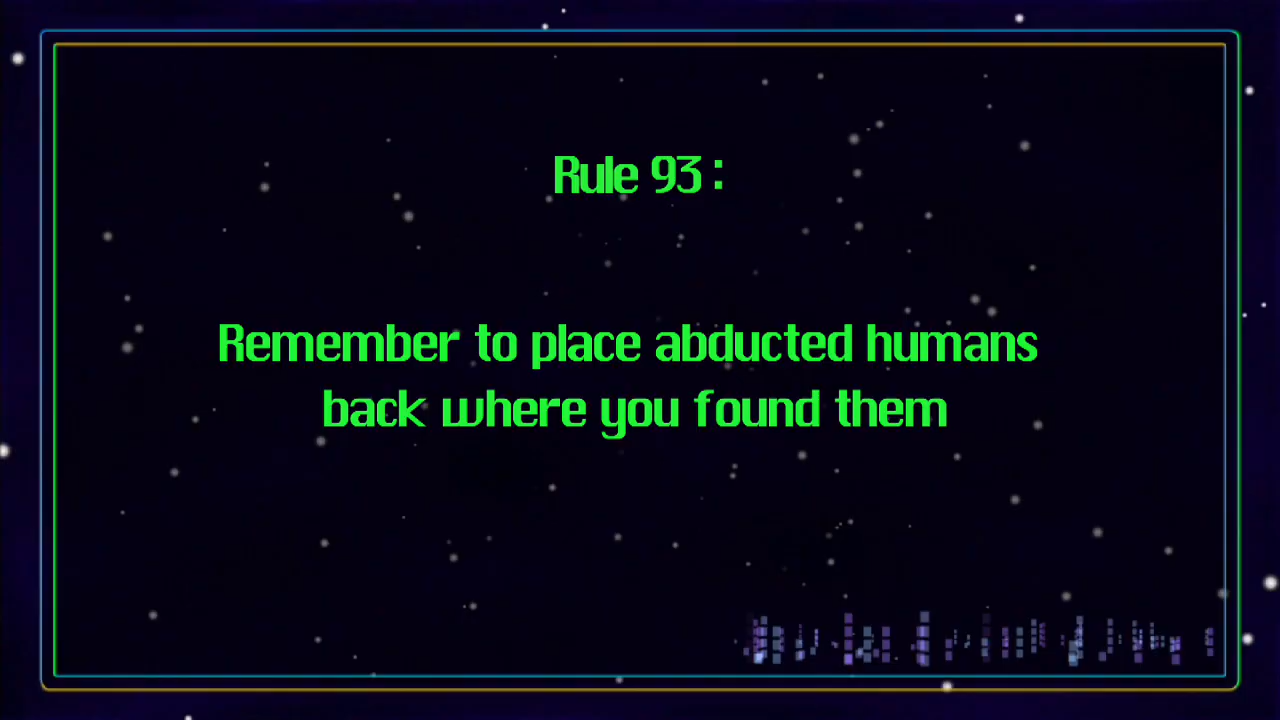 Rule 93 :
Remember to place abducted humans
back where you found them